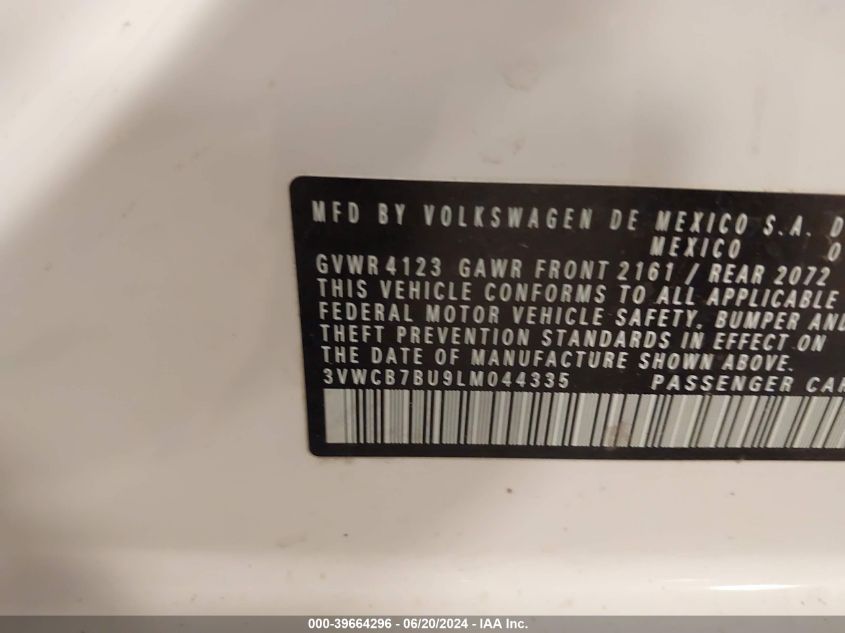 MFD BY VOLKSWAGEN DE MEXICO S.A. D
MEXICO 0
GVWR 4123 GAWR FRONT 2161 / REAR 2072
THIS VEHICLE CONFORMS TO ALL APPLICABLE
FEDERAL MOTOR VEHICLE SAFETY, BUMPER AND
THEFT PREVENTION STANDARDS IN EFFECT ON
THE DATE OF MANUFACTURE SHOWN ABOVE.
3VWCB7BU9LM044335 PASSENGER CAR
000-39664296 - 06/20/2024 - IAA Inc.